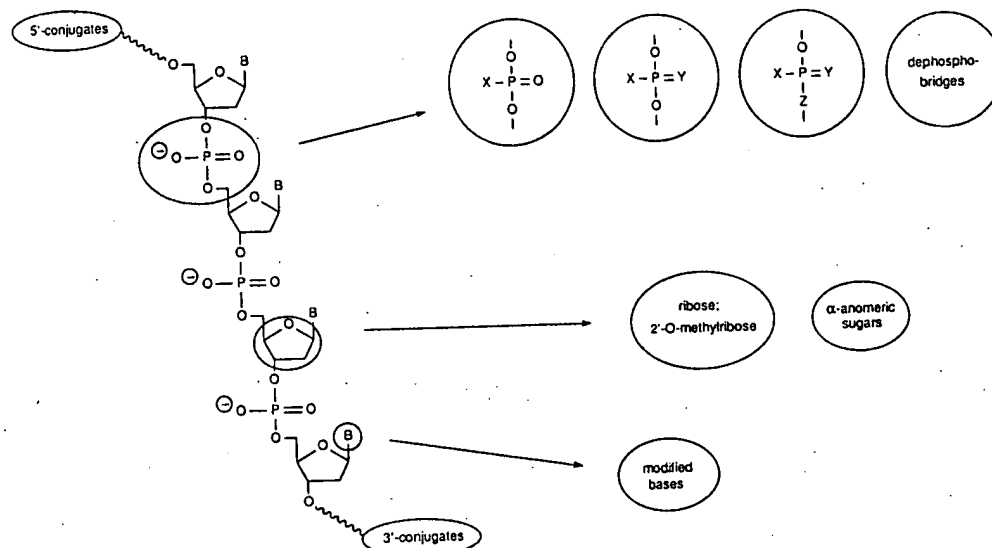 5'-conjugates
O
O
B
O
⊖ O – P = O
O
B
O
O
⊖ O – P = O
O
B
O
O
⊖ O – P = O
O
B
O
O
3'-conjugates
O
X – P = O
O
O
X – P = Y
O
O
X – P = Y
Z
dephospho-
bridges
ribose;
2'-O-methylribose
α-anomeric
sugars
modified
bases